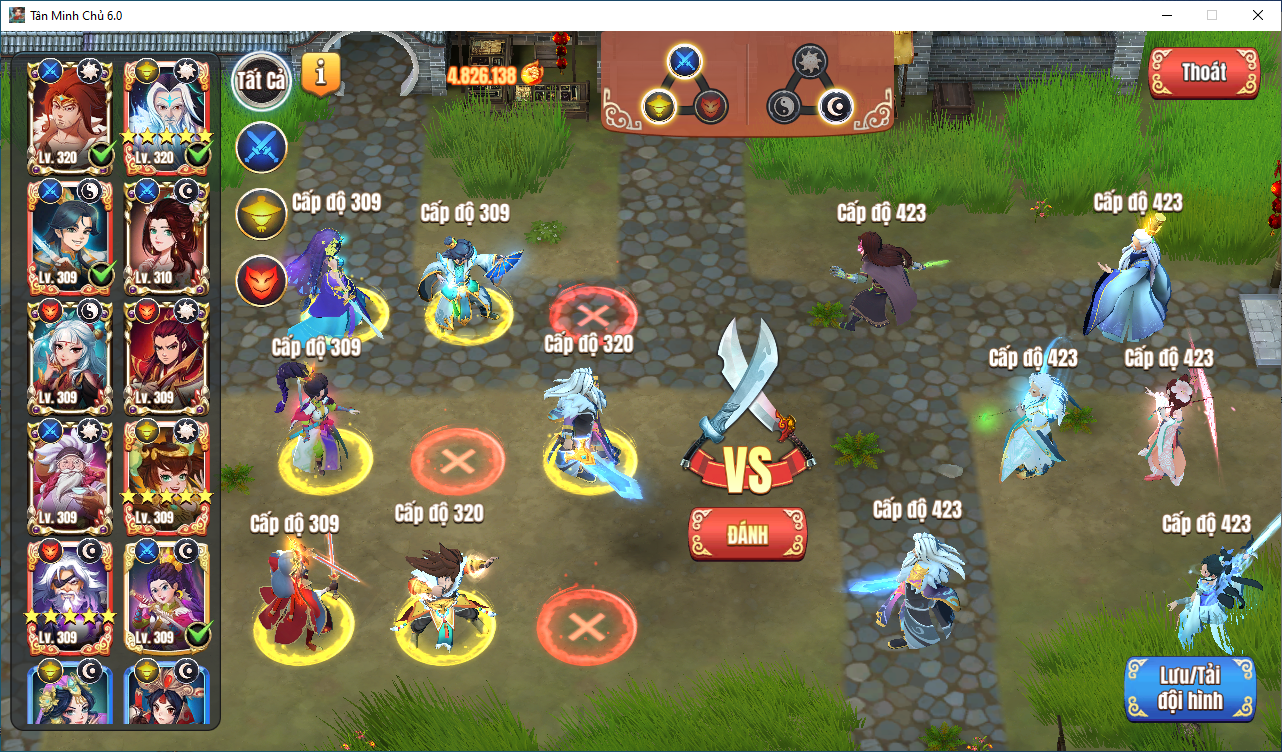 Tân Minh Chủ 6.0
Tất Cả
i
4.826.138
Thoát
Lv. 320
Lv. 320
Lv. 309
Lv. 310
Lv. 309
Lv. 309
Lv. 309
Lv. 309
Lv. 309
Lv. 309
Cấp độ 309
Cấp độ 309
Cấp độ 423
Cấp độ 423
Cấp độ 309
Cấp độ 320
Cấp độ 423
Cấp độ 423
VS
Cấp độ 309
Cấp độ 320
ĐÁNH
Cấp độ 423
Cấp độ 423
Lưu/Tải
đội hình